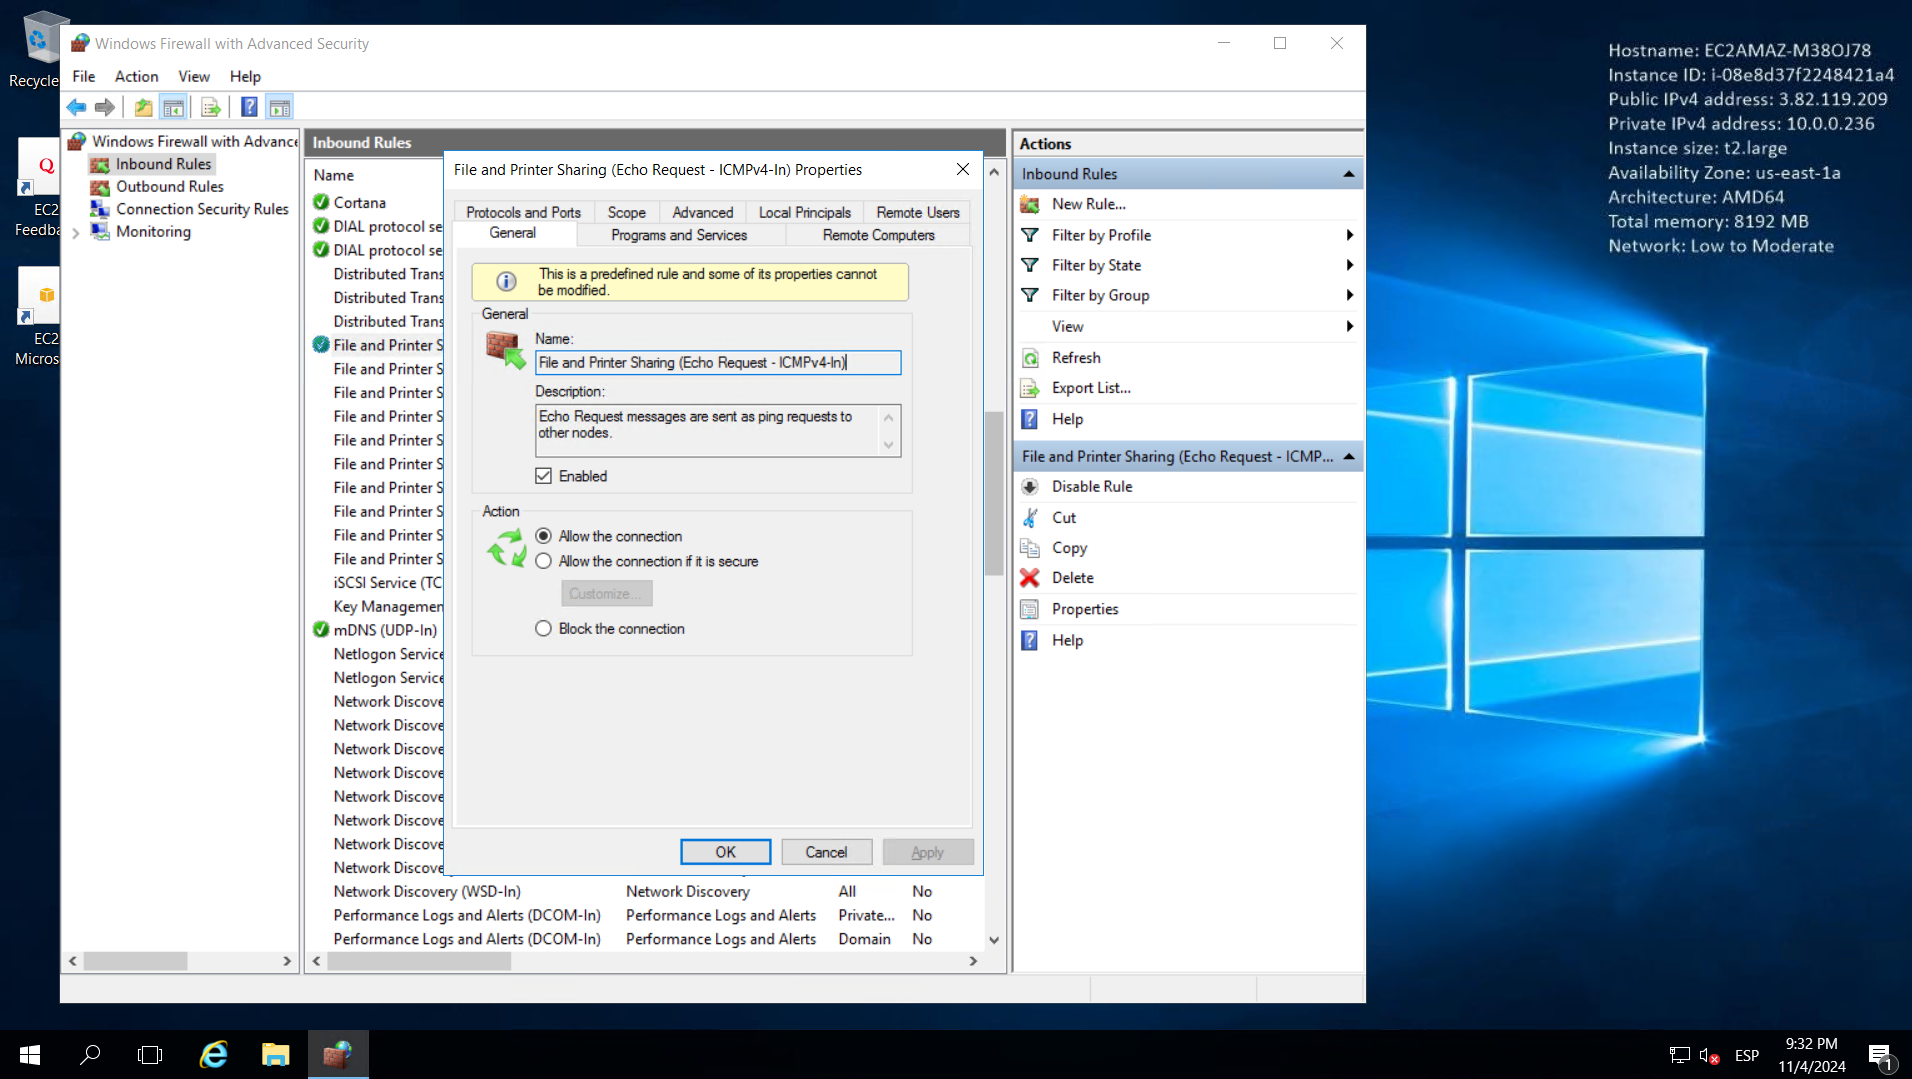 Recycle
Q
EC2
Feedba
EC2
Micros
Windows Firewall with Advanced Security
File Action View Help
Windows Firewall with Advance
Inbound Rules
Outbound Rules
Connection Security Rules
Monitoring
Inbound Rules
Name
Cortana
DIAL protocol se
DIAL protocol se
Distributed Trans
Distributed Trans
Distributed Trans
File and Printer S
File and Printer S
File and Printer S
File and Printer S
File and Printer S
File and Printer S
File and Printer S
File and Printer S
File and Printer S
File and Printer S
iSCSI Service (TC
Key Managemen
mDNS (UDP-In)
Netlogon Service
Netlogon Service
Network Discove
Network Discove
Network Discove
Network Discove
Network Discove
Network Discove
Network Discove
Network Discove
Network Discovery (WSD-In) Network Discovery All No
Performance Logs and Alerts (DCOM-In) Performance Logs and Alerts Private... No
Performance Logs and Alerts (DCOM-In) Performance Logs and Alerts Domain No
File and Printer Sharing (Echo Request - ICMPv4-In) Properties
Protocols and Ports Scope Advanced Local Principals Remote Users
General Programs and Services Remote Computers
This is a predefined rule and some of its properties cannot
be modified.
General
Name:
File and Printer Sharing (Echo Request - ICMPv4-In)
Description:
Echo Request messages are sent as ping requests to
other nodes.
Enabled
Action
Allow the connection
Allow the connection if it is secure
Customize...
Block the connection
OK Cancel Apply
Actions
Inbound Rules
New Rule...
Filter by Profile
Filter by State
Filter by Group
View
Refresh
Export List...
Help
File and Printer Sharing (Echo Request - ICMP...
Disable Rule
Cut
Copy
Delete
Properties
Help
Hostname: EC2AMAZ-M38OJ78
Instance ID: i-08e8d37f2248421a4
Public IPv4 address: 3.82.119.209
Private IPv4 address: 10.0.0.236
Instance size: t2.large
Availability Zone: us-east-1a
Architecture: AMD64
Total memory: 8192 MB
Network: Low to Moderate
ESP
9:32 PM
11/4/2024
1